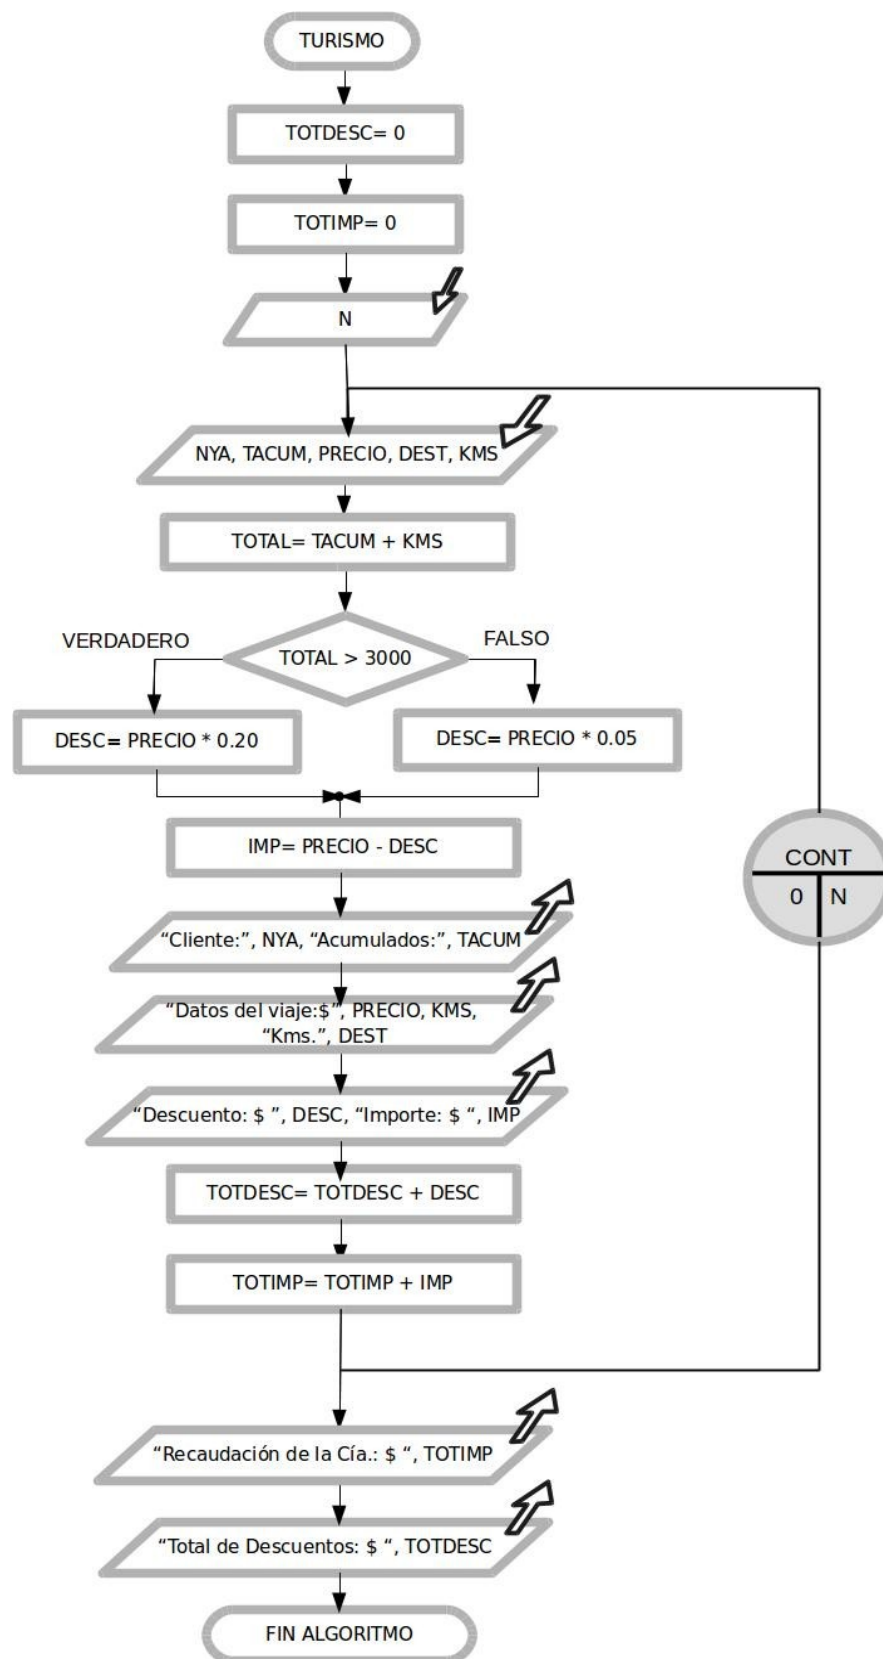 TURISMO
TOTDESC= 0
TOTIMP= 0
N
NYA, TACUM, PRECIO, DEST, KMS
TOTAL= TACUM + KMS
VERDADERO
FALSO
TOTAL > 3000
DESC= PRECIO * 0.20
DESC= PRECIO * 0.05
IMP= PRECIO - DESC
CONT
0 N
“Cliente:”, NYA, “Acumulados:”, TACUM
“Datos del viaje:$”, PRECIO, KMS,
“Kms.”, DEST
“Descuento: $ ”, DESC, “Importe: $ “, IMP
TOTDESC= TOTDESC + DESC
TOTIMP= TOTIMP + IMP
“Recaudación de la Cía.: $ “, TOTIMP
“Total de Descuentos: $ “, TOTDESC
FIN ALGORITMO